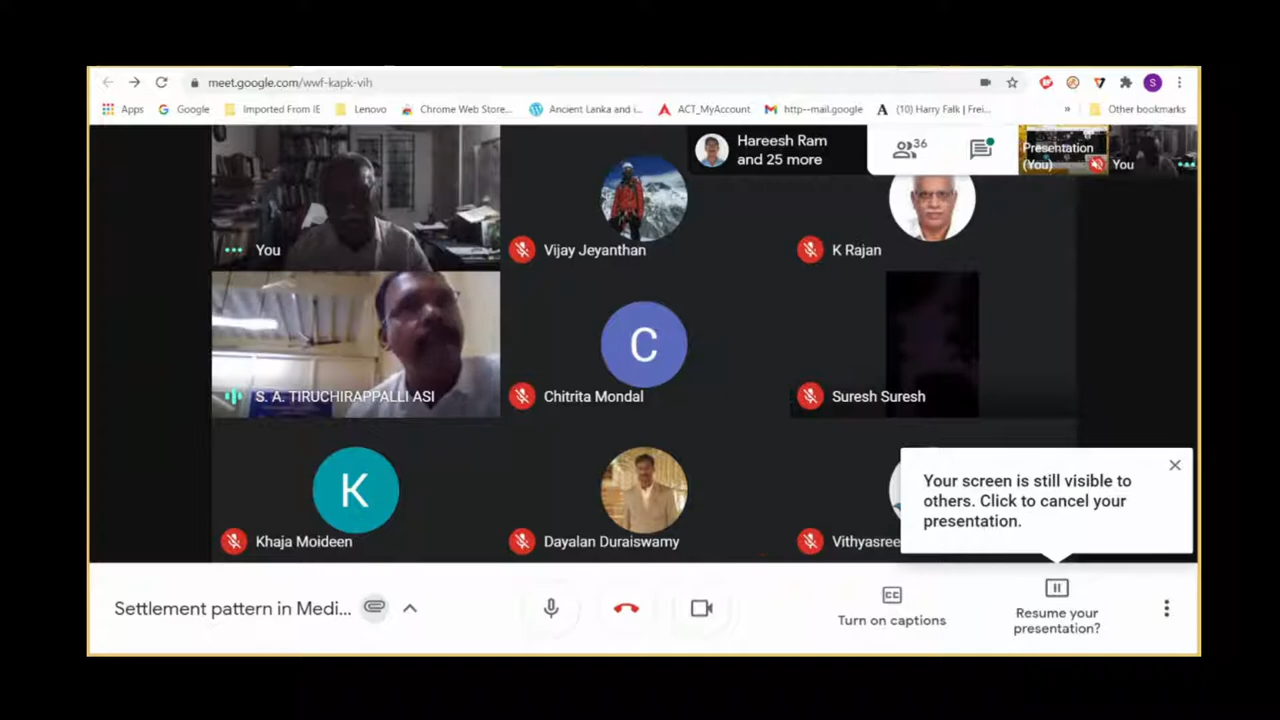 meet.google.com/wwf-kapk-vih
S
Apps
Google
Imported From IE
Lenovo
Chrome Web Store...
Ancient Lanka and i...
ACT_MyAccount
http--mail.google
A
(10) Harry Falk | Frei...
»
Other bookmarks
Hareesh Ram
and 25 more
36
Presentation
(You)
You
You
Vijay Jeyanthan
K Rajan
S. A. TIRUCHIRAPPALLI ASI
C
Chitrita Mondal
Suresh Suresh
K
Khaja Moideen
Dayalan Duraiswamy
Vithyasree
Your screen is still visible to
others. Click to cancel your
presentation.
Settlement pattern in Medi...
CC
Turn on captions
Resume your
presentation?